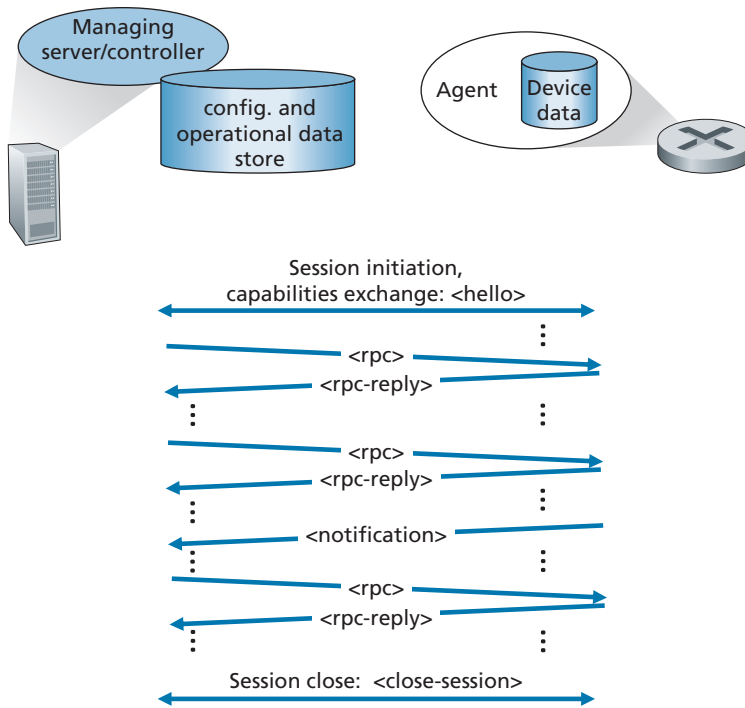 Managing
server/controller
config. and
operational data
store
Agent
Device
data
Session initiation,
capabilities exchange: <hello>
<rpc>
<rpc-reply>
<rpc>
<rpc-reply>
<notification>
<rpc>
<rpc-reply>
Session close: <close-session>